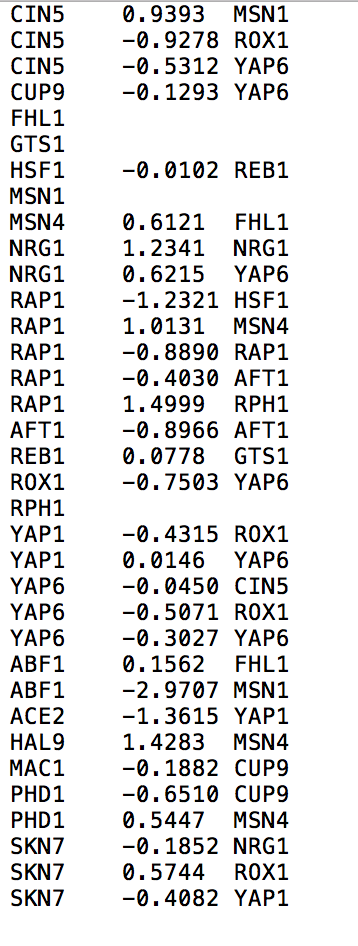 CIN5 0.9393 MSN1
CIN5 -0.9278 ROX1
CIN5 -0.5312 YAP6
CUP9 -0.1293 YAP6
FHL1
GTS1
HSF1 -0.0102 REB1
MSN1
MSN4 0.6121 FHL1
NRG1 1.2341 NRG1
NRG1 0.6215 YAP6
RAP1 -1.2321 HSF1
RAP1 1.0131 MSN4
RAP1 -0.8890 RAP1
RAP1 -0.4030 AFT1
RAP1 1.4999 RPH1
AFT1 -0.8966 AFT1
REB1 0.0778 GTS1
ROX1 -0.7503 YAP6
RPH1
YAP1 -0.4315 ROX1
YAP1 0.0146 YAP6
YAP6 -0.0450 CIN5
YAP6 -0.5071 ROX1
YAP6 -0.3027 YAP6
ABF1 0.1562 FHL1
ABF1 -2.9707 MSN1
ACE2 -1.3615 YAP1
HAL9 1.4283 MSN4
MAC1 -0.1882 CUP9
PHD1 -0.6510 CUP9
PHD1 0.5447 MSN4
SKN7 -0.1852 NRG1
SKN7 0.5744 ROX1
SKN7 -0.4082 YAP1